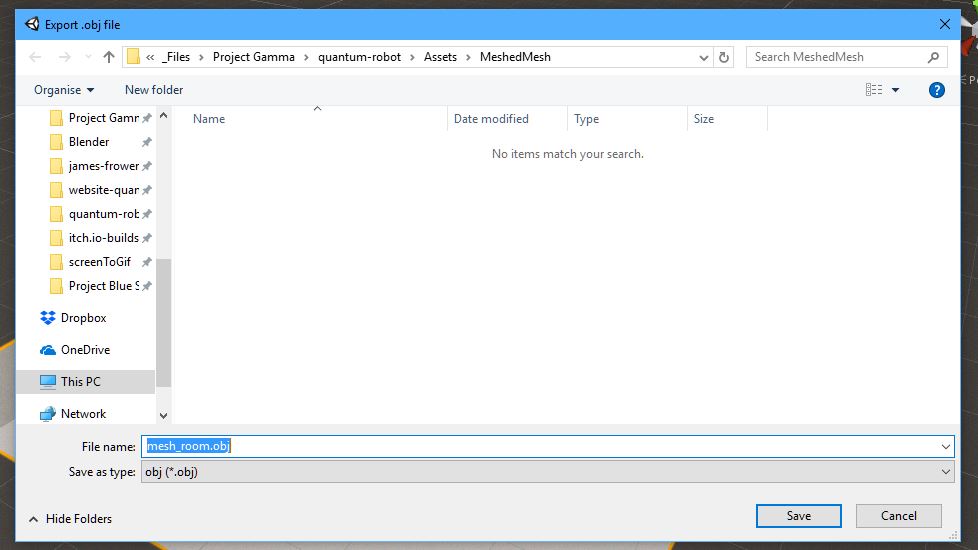 Export .obj file
« _Files > Project Gamma > quantum-robot > Assets > MeshedMesh
Search MeshedMesh
Organise
New folder
?
Name
Date modified
Type
Size
No items match your search.
Project Gamm
Blender
james-frower
website-quan
quantum-rob
itch.io-builds
screenToGif
Project Blue S
Dropbox
OneDrive
This PC
Network
File name: mesh_room.obj
Save as type: obj (*.obj)
Hide Folders
Save
Cancel